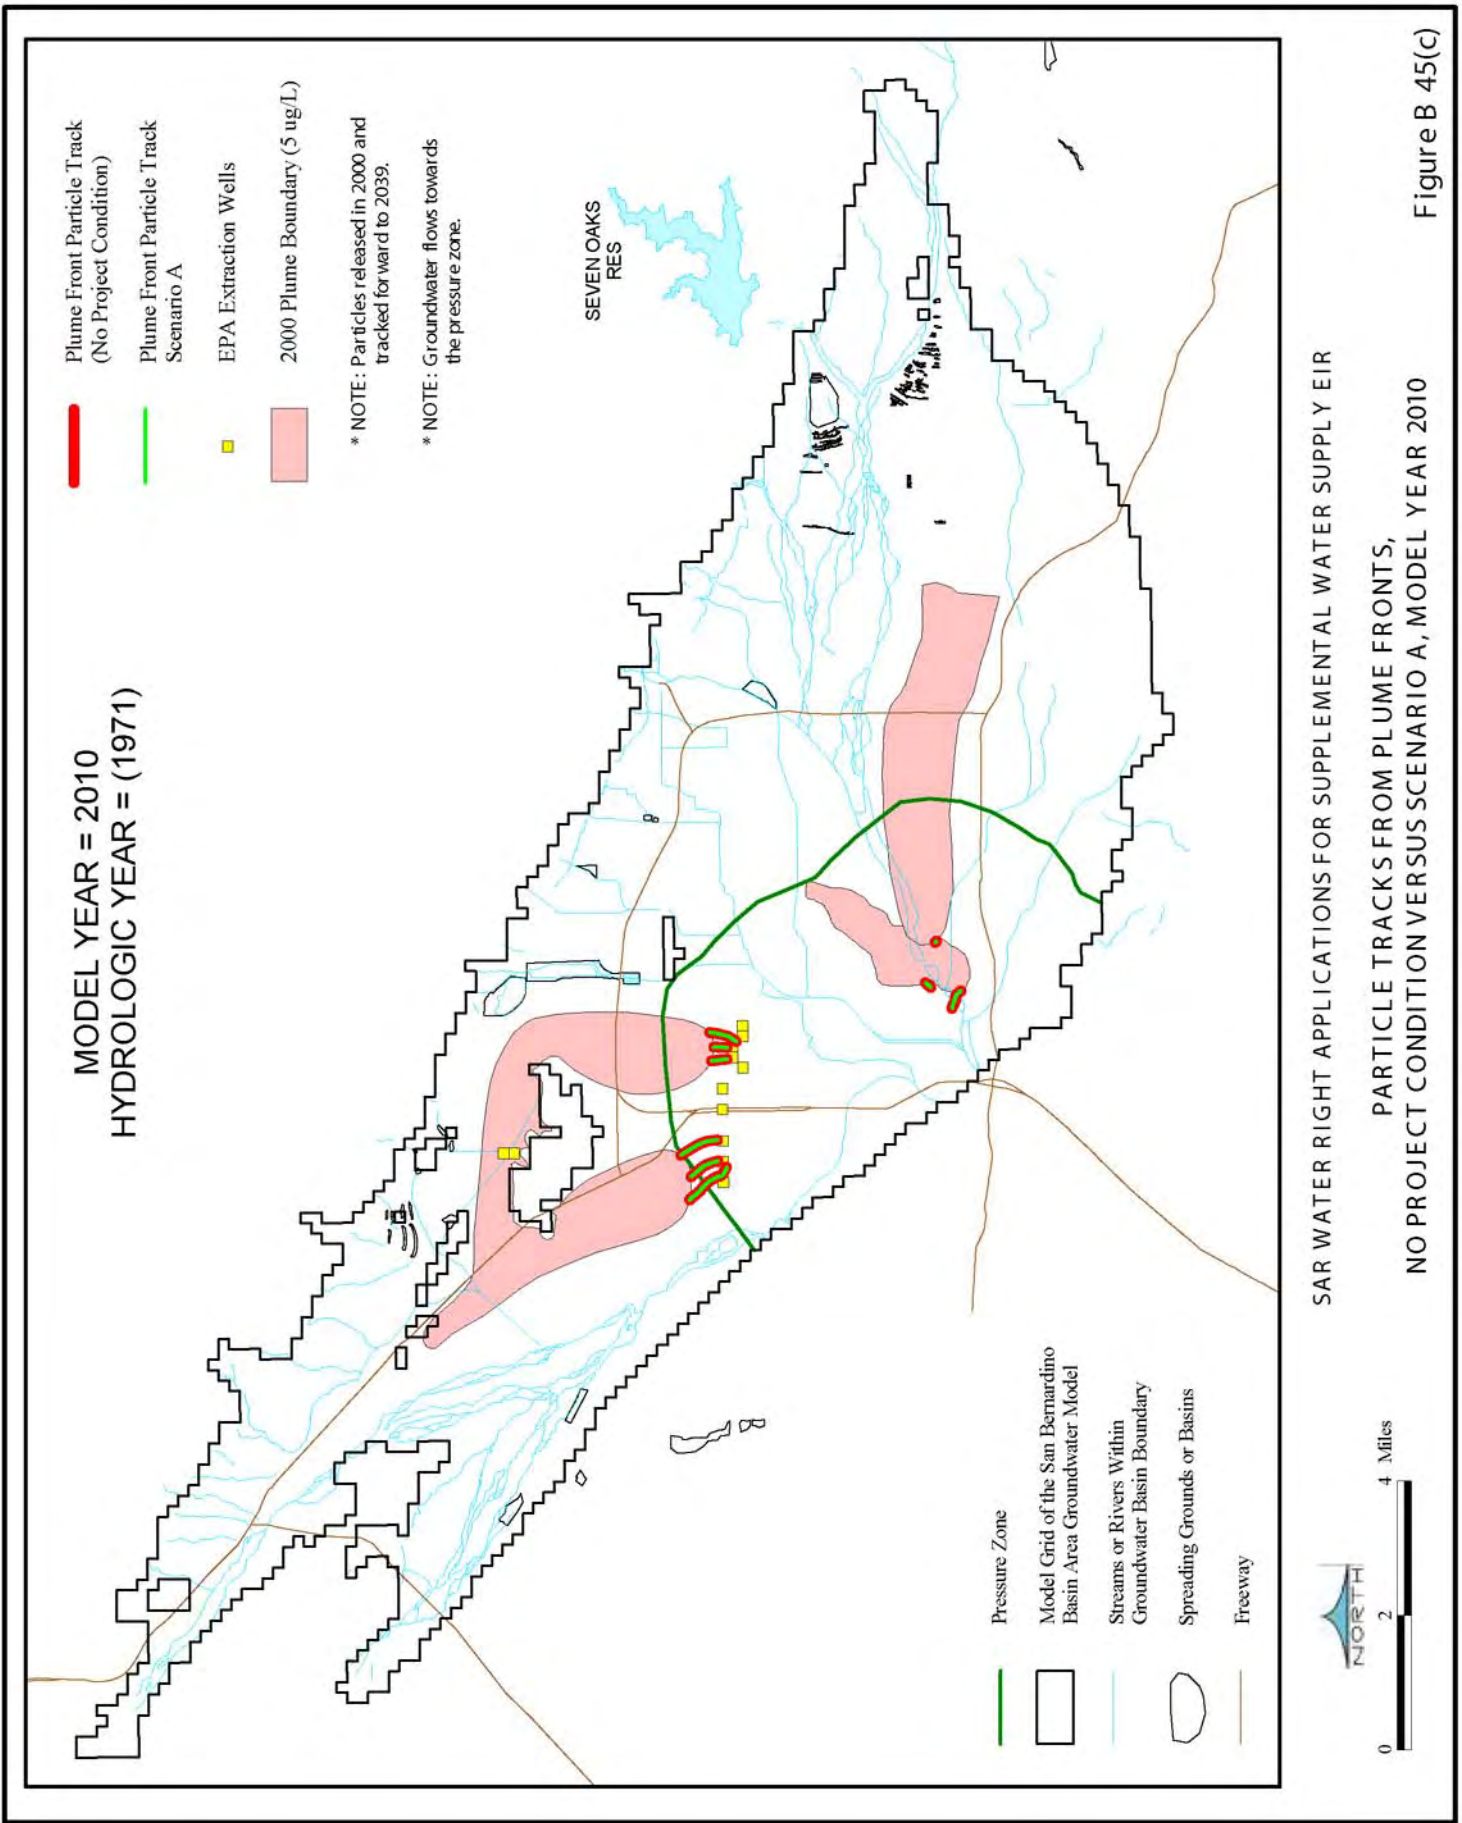 MODEL YEAR = 2010
HYDROLOGIC YEAR = (1971)
Plume Front Particle Track
(No Project Condition)
Plume Front Particle Track
Scenario A
EPA Extraction Wells
2000 Plume Boundary (5 ug/L)
* NOTE: Particles released in 2000 and
tracked forward to 2039.
* NOTE: Groundwater flows towards
the pressure zone.
SEVEN OAKS
RES
Pressure Zone
Model Grid of the San Bernardino
Basin Area Groundwater Model
Streams or Rivers Within
Groundwater Basin Boundary
Spreading Grounds or Basins
Freeway
NORTH
0 2 4 Miles
SAR WATER RIGHT APPLICATIONS FOR SUPPLEMENTAL WATER SUPPLY EIR
PARTICLE TRACKS FROM PLUME FRONTS,
NO PROJECT CONDITION VERSUS SCENARIO A, MODEL YEAR 2010
Figure B 45(c)